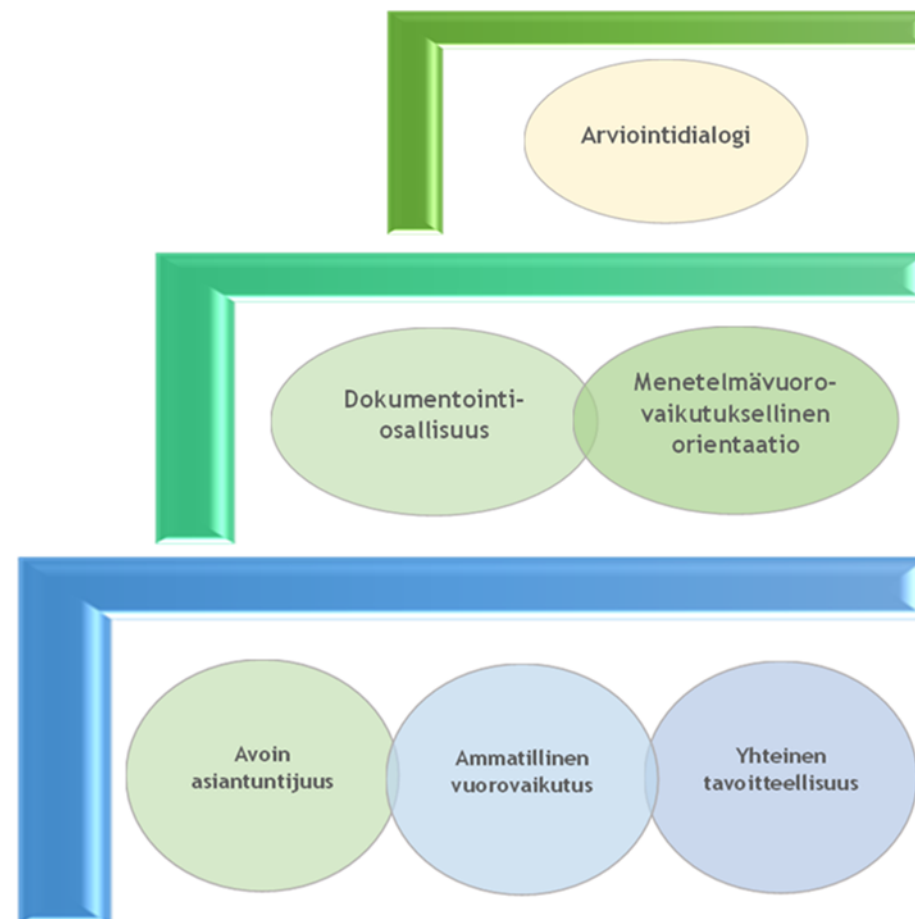 Arviointidialogi
Dokumentointi-
osallisuus
Menetelmävuoro-
vaikutuksellinen
orientaatio
Avoin
asiantuntijuus
Ammatillinen
vuorovaikutus
Yhteinen
tavoitteellisuus